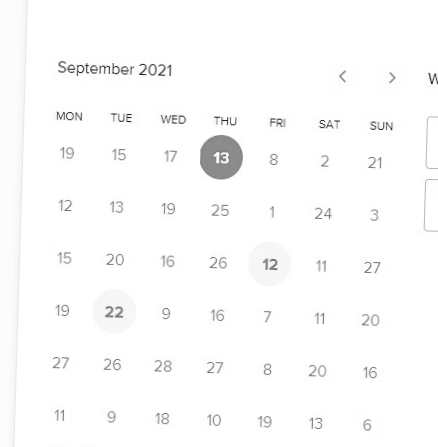 September 2021 < > W
MON TUE WED THU FRI SAT SUN
19 15 17 13 8 2 21
12 13 19 25 1 24 3
15 20 16 26 12 11 27
19 22 9 16 7 11 20
27 26 28 27 8 20 16
11 9 18 10 19 13 6